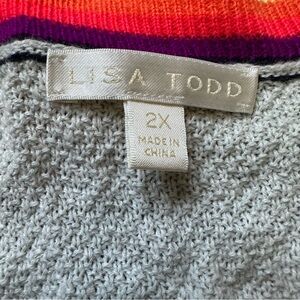 LISA TODD
2X
MADE IN
CHINA